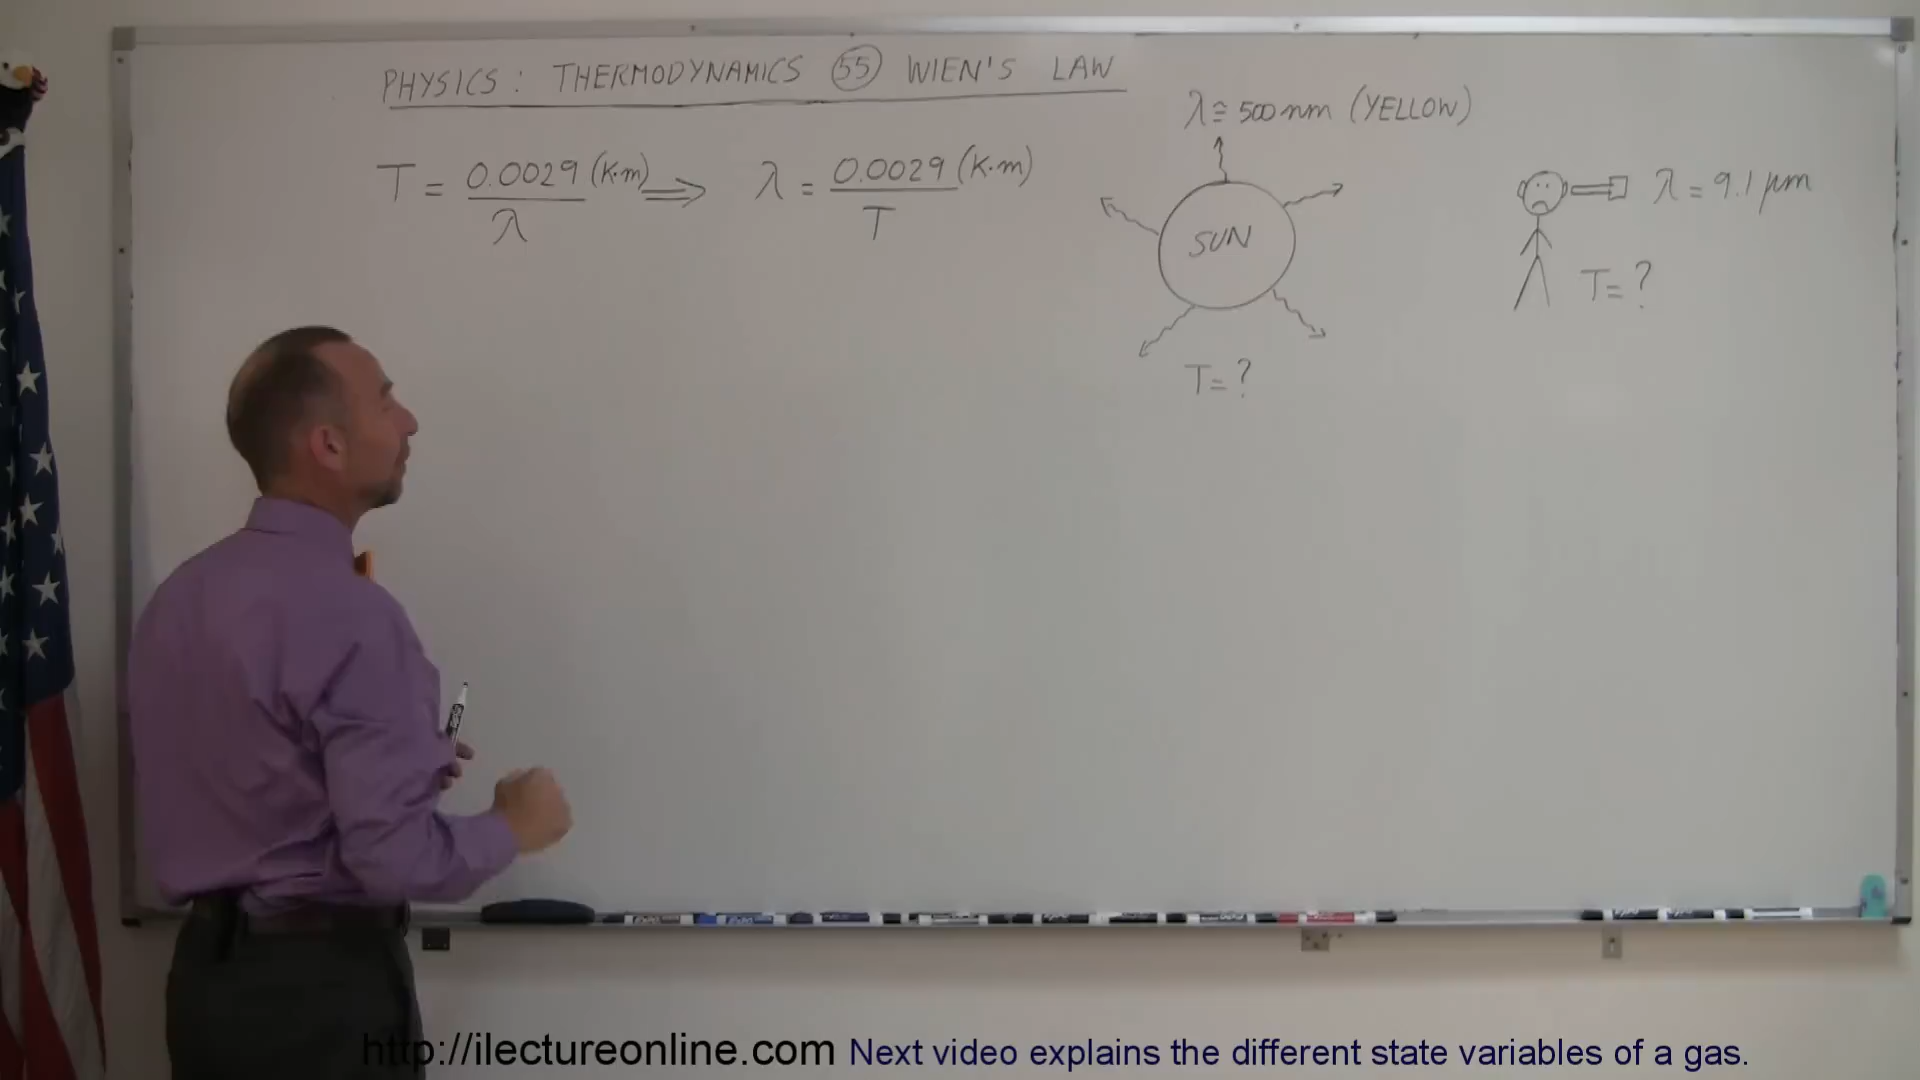 PHYSICS: THERMODYNAMICS 55 WIEN'S LAW
T = 0.0029 (K·m) / λ ⟹ λ = 0.0029 (K·m) / T
λ ≅ 500 nm (YELLOW)
SUN
T = ?
λ = 9.1 μm
T = ?
http://ilectureonline.com Next video explains the different state variables of a gas.